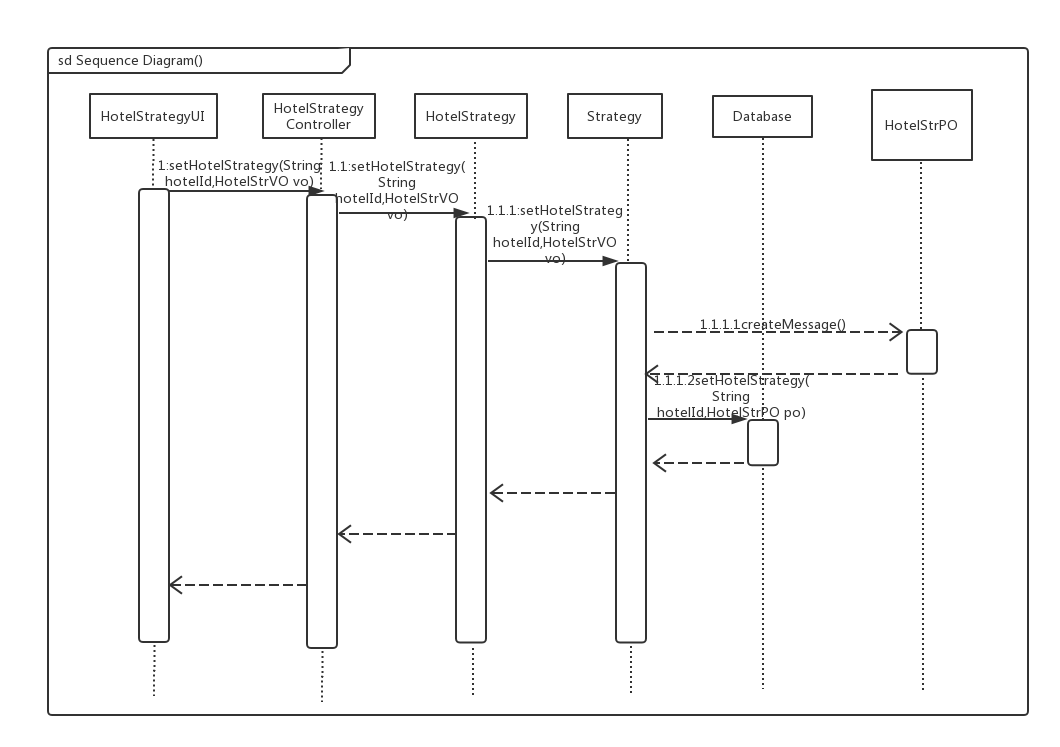 sd Sequence Diagram()
HotelStrategyUI
HotelStrategy
Controller
HotelStrategy
Strategy
Database
HotelStrPO
1:setHotelStrategy(String
hotelId,HotelStrVO vo)
1.1:setHotelStrategy(
String
hotelId,HotelStrVO
vo)
1.1.1:setHotelStrateg
y(String
hotelId,HotelStrVO
vo)
1.1.1.1createMessage()
1.1.1.2setHotelStrategy(
String
hotelId,HotelStrPO po)